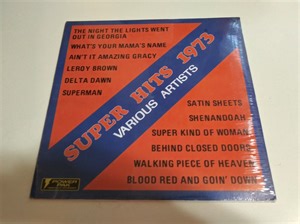 THE NIGHT THE LIGHTS WENT
OUT IN GEORGIA
WHAT'S YOUR MAMA'S NAME
AIN'T IT AMAZING GRACY
LEROY BROWN
DELTA DAWN
SUPERMAN
SUPER HITS 1973
VARIOUS ARTISTS
SATIN SHEETS
SHENANDOAH
SUPER KIND OF WOMAN
BEHIND CLOSED DOORS
WALKING PIECE OF HEAVEN
BLOOD RED AND GOIN' DOWN
POWER PAK